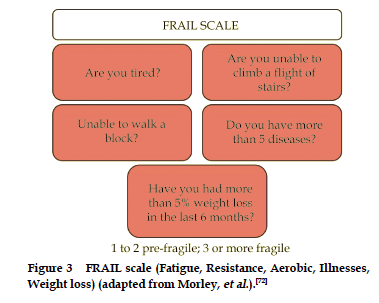 FRAIL SCALE
Are you tired?
Are you unable to
climb a flight of
stairs?
Unable to walk a
block?
Do you have more
than 5 diseases?
Have you had more
than 5% weight loss
in the last 6 months?
1 to 2 pre-fragile; 3 or more fragile
Figure 3 FRAIL scale (Fatigue, Resistance, Aerobic, Illnesses,
Weight loss) (adapted from Morley, et al.).[72]